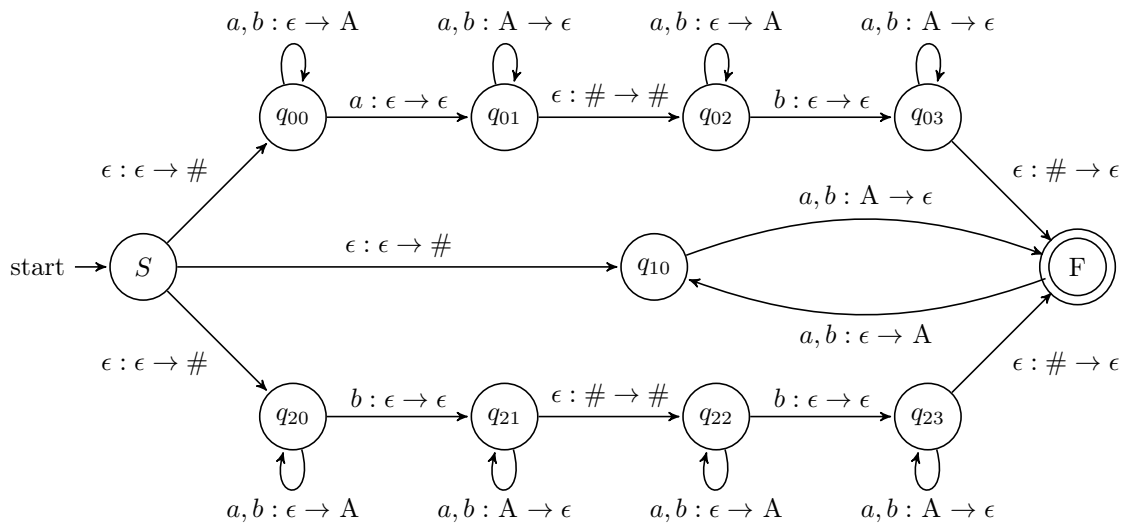 a, b : ϵ → A a, b : A → ϵ a, b : ϵ → A a, b : A → ϵ
q00 a : ϵ → ϵ q01 ϵ : # → # q02 b : ϵ → ϵ q03
ϵ : ϵ → # ϵ : # → ϵ
a, b : A → ϵ
start S ϵ : ϵ → # q10 F
a, b : ϵ → A
ϵ : ϵ → # ϵ : # → ϵ
q20 b : ϵ → ϵ q21 ϵ : # → # q22 b : ϵ → ϵ q23
a, b : ϵ → A a, b : A → ϵ a, b : ϵ → A a, b : A → ϵ